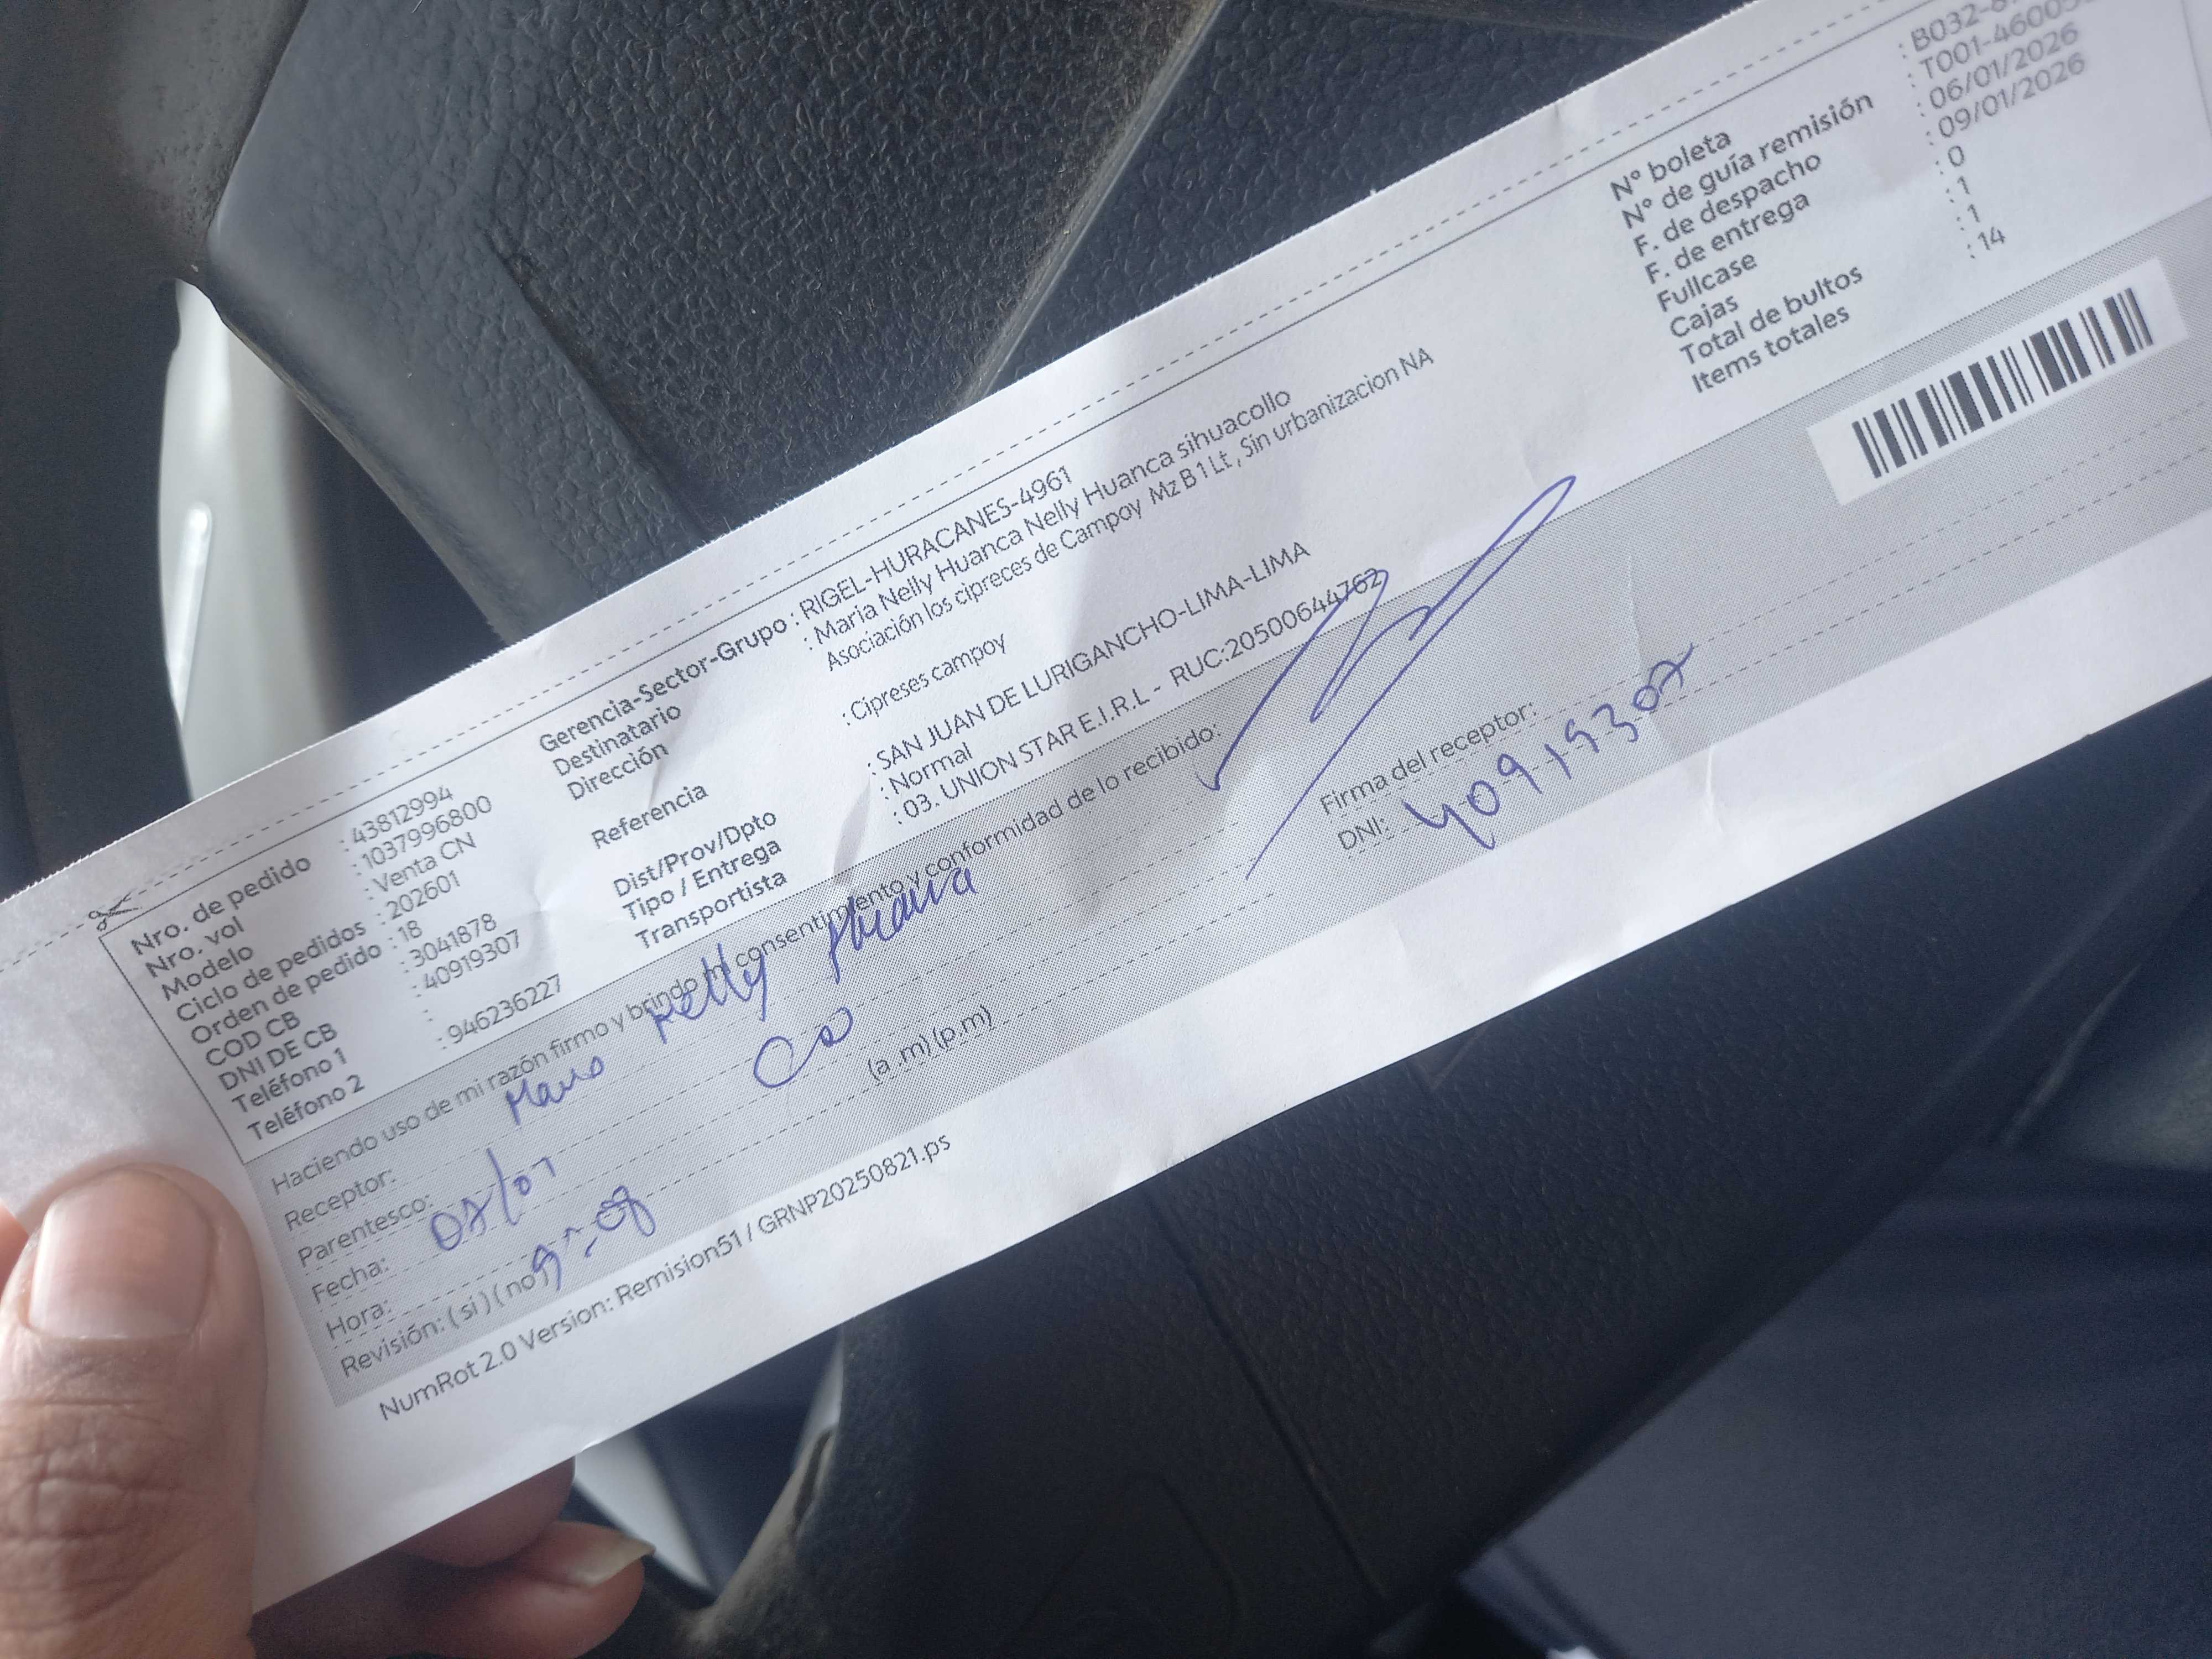 Nro. de pedido : 43812994
Nro. vol : 1037996800
Modelo : Venta CN
Ciclo de pedidos : 202601
Orden de pedido : 18
COD CB : 3041878
DNI DE CB : 40919307
Teléfono 1 :
Teléfono 2 : 946236227
Gerencia-Sector-Grupo : RIGEL-HURACANES-4961
Destinatario : Maria Nelly Huanca Nelly Huanca sihuacollo
Dirección Asociación los cipreces de Campoy Mz B 1 Lt , Sin urbanizacion NA
Referencia : Cipreses campoy
Dist/Prov/Dpto : SAN JUAN DE LURIGANCHO-LIMA-LIMA
Tipo / Entrega : Normal
Transportista : 03. UNION STAR E.I.R.L - RUC:20500644762
N° boleta : B032-
N° de guía remisión : T001-4600
F. de despacho : 06/01/2026
F. de entrega : 09/01/2026
Fullcase : 0
Cajas : 1
Total de bultos : 1
Items totales : 14
Haciendo uso de mi razón firmo y brindo mi consentimiento y conformidad de lo recibido:
Receptor: Nelly Huanca
Parentesco:
Fecha: 07/01
Hora: 9:08 (a .m) (p.m)
Revisión: ( si ) ( no )
Firma del receptor:
DNI: 40919307
NumRot 2.0 Version: Remision51 / GRNP20250821.ps